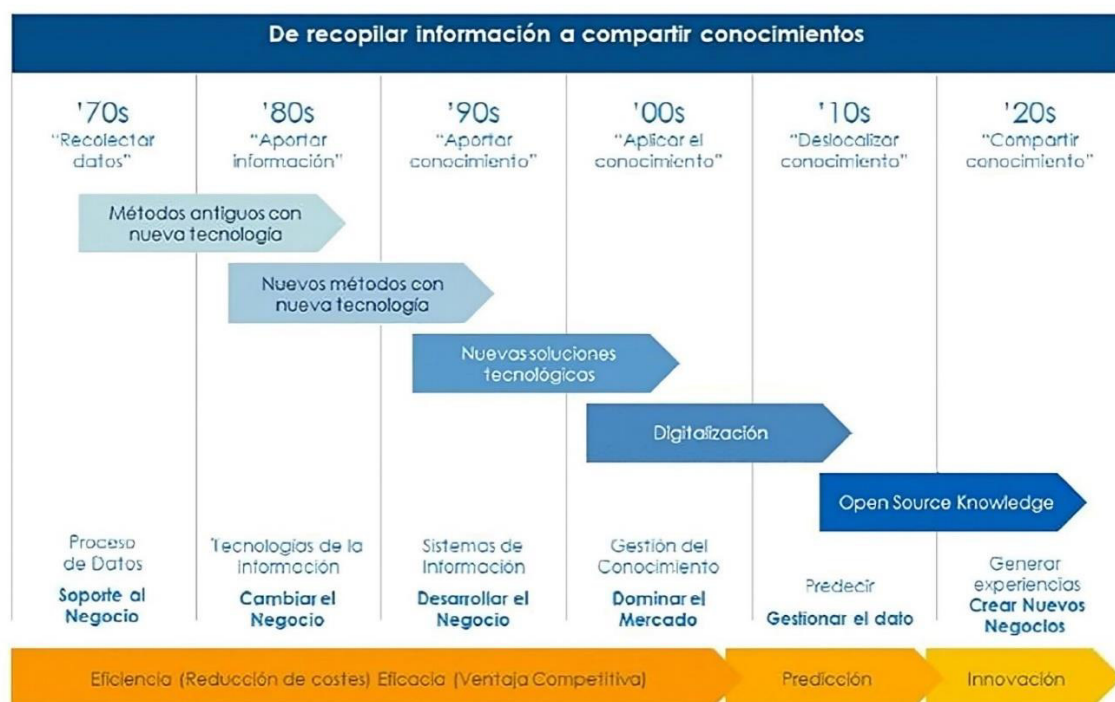 De recopilar información a compartir conocimientos
'70s
"Recolectar
datos"
'80s
"Aportar
información"
'90s
"Aportar
conocimiento"
'00s
"Aplicar el
conocimiento"
'10s
"Deslocalizar
conocimiento"
'20s
"Compartir
conocimiento"
Métodos antiguos con
nueva tecnología
Nuevos métodos con
nueva tecnología
Nuevas soluciones
tecnológicas
Digitalización
Open Source Knowledge
Proceso
de Datos
Soporte al
Negocio
Tecnologías de la
Información
Cambiar el
Negocio
Sistemas de
Información
Desarrollar el
Negocio
Gestión del
Conocimiento
Dominar el
Mercado
Predecir
Gestionar el dato
Generar
experiencias
Crear Nuevos
Negocios
Eficiencia (Reducción de costes) Eficacia (Ventaja Competitiva)
Predicción
Innovación